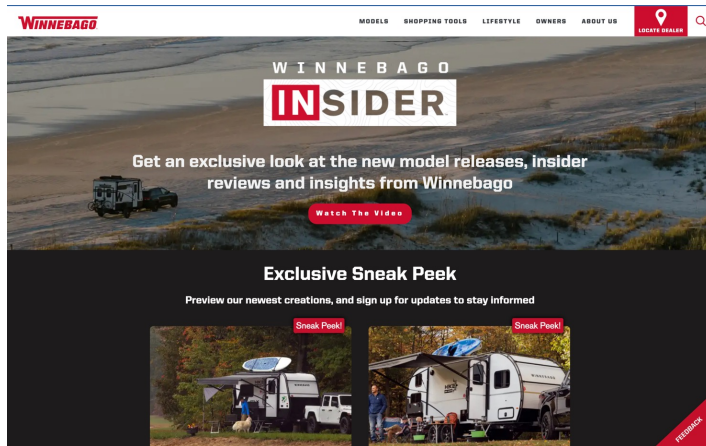 WINNEBAGO
MODELS SHOPPING TOOLS LIFESTYLE OWNERS ABOUT US
LOCATE DEALER
WINNEBAGO
INSIDER
Get an exclusive look at the new model releases, insider
reviews and insights from Winnebago
Watch The Video
Exclusive Sneak Peek
Preview our newest creations, and sign up for updates to stay informed
Sneak Peek!
Sneak Peek!
FEEDBACK